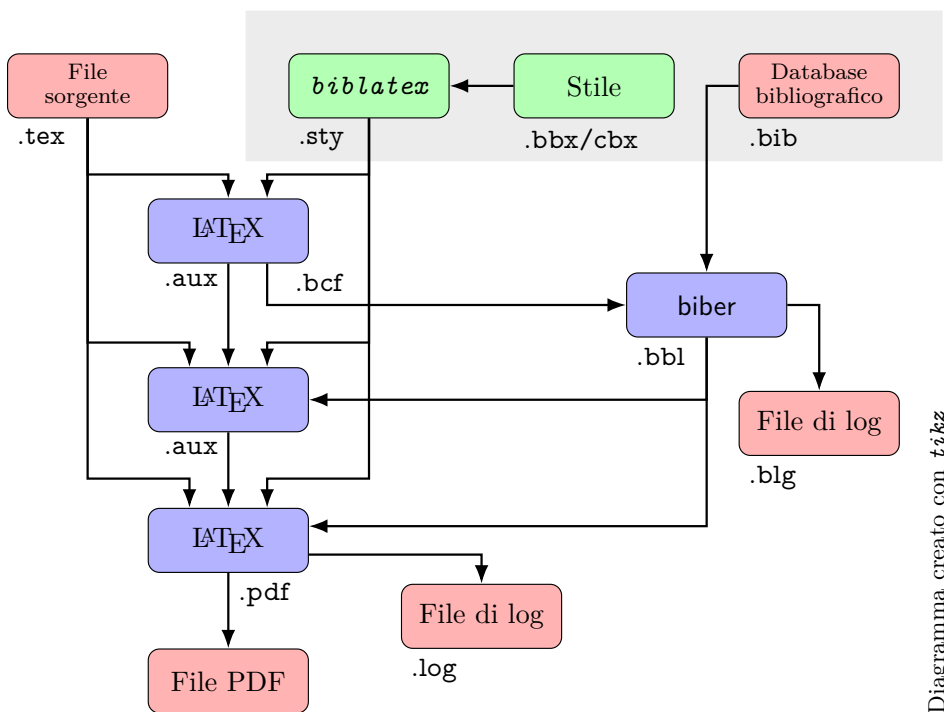 File
sorgente
biblatex
Stile
Database
bibliografico
.tex
.sty
.bbx/cbx
.bib
LATEX
.aux
.bcf
biber
.bbl
LATEX
.aux
File di log
.blg
LATEX
.pdf
File di log
.log
File PDF
Diagramma creato con tikz